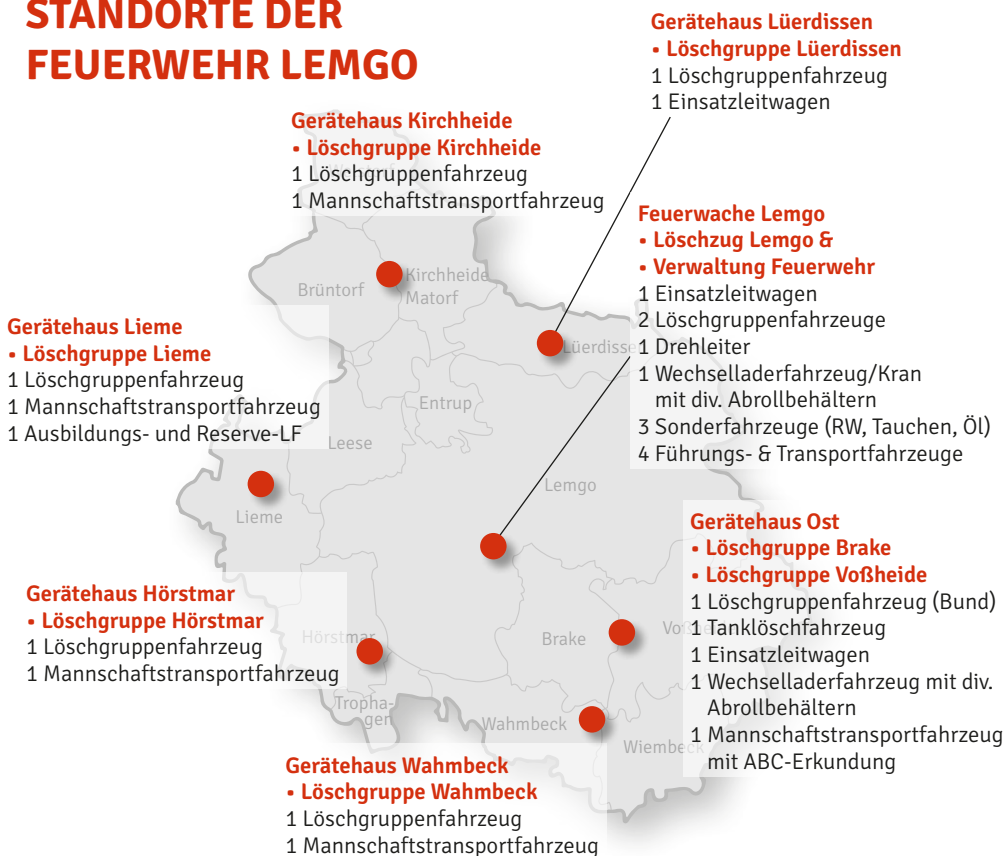 STANDORTE DER
FEUERWEHR LEMGO
Gerätehaus Lüerdissen
• Löschgruppe Lüerdissen
1 Löschgruppenfahrzeug
1 Einsatzleitwagen
Gerätehaus Kirchheide
• Löschgruppe Kirchheide
1 Löschgruppenfahrzeug
1 Mannschaftstransportfahrzeug
Feuerwache Lemgo
• Löschzug Lemgo &
• Verwaltung Feuerwehr
1 Einsatzleitwagen
2 Löschgruppenfahrzeuge
1 Drehleiter
1 Wechselladerfahrzeug/Kran
mit div. Abrollbehältern
3 Sonderfahrzeuge (RW, Tauchen, Öl)
4 Führungs- & Transportfahrzeuge
Gerätehaus Lieme
• Löschgruppe Lieme
1 Löschgruppenfahrzeug
1 Mannschaftstransportfahrzeug
1 Ausbildungs- und Reserve-LF
Kirchheide
Brüntorf
Matorf
Lüerdisse
Entrup
Leese
Lemgo
Lieme
Gerätehaus Ost
• Löschgruppe Brake
• Löschgruppe Voßheide
1 Löschgruppenfahrzeug (Bund)
1 Tanklöschfahrzeug
1 Einsatzleitwagen
1 Wechselladerfahrzeug mit div.
Abrollbehältern
1 Mannschaftstransportfahrzeug
mit ABC-Erkundung
Gerätehaus Hörstmar
• Löschgruppe Hörstmar
1 Löschgruppenfahrzeug
1 Mannschaftstransportfahrzeug
Hörstmar
Brake
Tropha-
gen
Wahmbeck
Wiembeck
Gerätehaus Wahmbeck
• Löschgruppe Wahmbeck
1 Löschgruppenfahrzeug
1 Mannschaftstransportfahrzeug